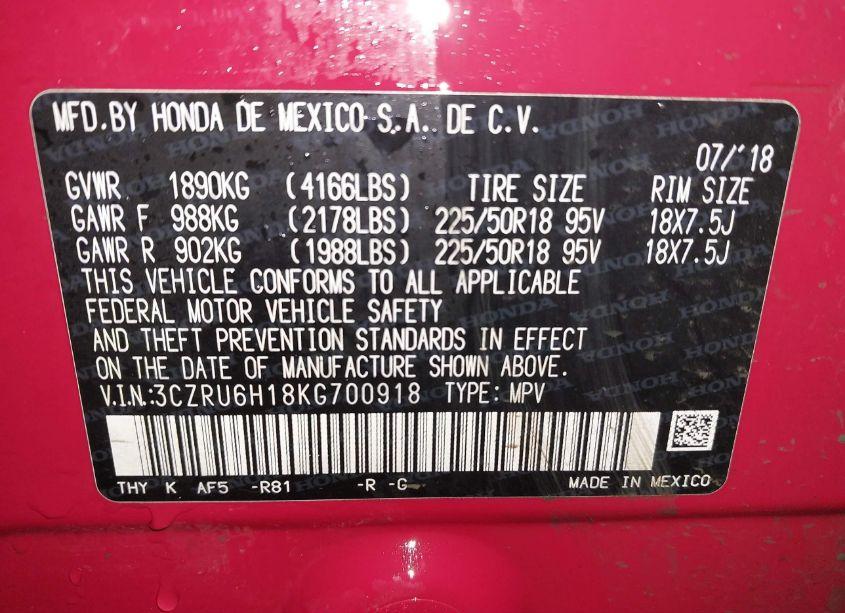 MFD.BY HONDA DE MEXICO S.A. DE C.V.
07/'18
GVWR 1890KG (4166LBS) TIRE SIZE RIM SIZE
GAWR F 988KG (2178LBS) 225/50R18 95V 18X7.5J
GAWR R 902KG (1988LBS) 225/50R18 95V 18X7.5J
THIS VEHICLE CONFORMS TO ALL APPLICABLE
FEDERAL MOTOR VEHICLE SAFETY
AND THEFT PREVENTION STANDARDS IN EFFECT
ON THE DATE OF MANUFACTURE SHOWN ABOVE.
V.I.N:3CZRU6H18KG700918 TYPE: MPV
THY K AF5 -R81 -R -G MADE IN MEXICO